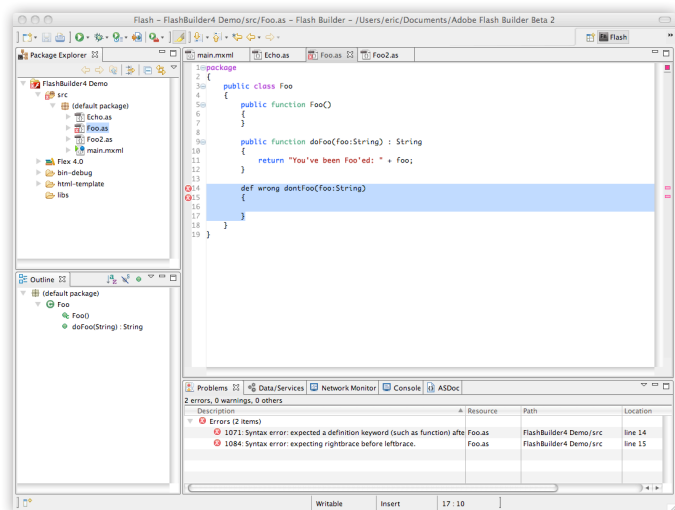 Flash - FlashBuilder4 Demo/src/Foo.as - Flash Builder - /Users/eric/Documents/Adobe Flash Builder Beta 2
Flash
Package Explorer
main.mxml Echo.as Foo.as Foo2.as
FlashBuilder4 Demo
src
(default package)
Echo.as
Foo.as
Foo2.as
main.mxml
Flex 4.0
bin-debug
html-template
libs
1 package
2 {
3 public class Foo
4 {
5 public function Foo()
6 {
7 }
8
9 public function doFoo(foo:String) : String
10 {
11 return "You've been Foo'ed: " + foo;
12 }
13
14 def wrong dontFoo(foo:String)
15 {
16
17 }
18 }
19 }
Outline
(default package)
Foo
Foo()
doFoo(String) : String
Problems Data/Services Network Monitor Console ASDoc
2 errors, 0 warnings, 0 others
Description Resource Path Location
Errors (2 items)
1071: Syntax error: expected a definition keyword (such as function) afte Foo.as FlashBuilder4 Demo/src line 14
1084: Syntax error: expecting rightbrace before leftbrace. Foo.as FlashBuilder4 Demo/src line 15
Writable Insert 17 : 10